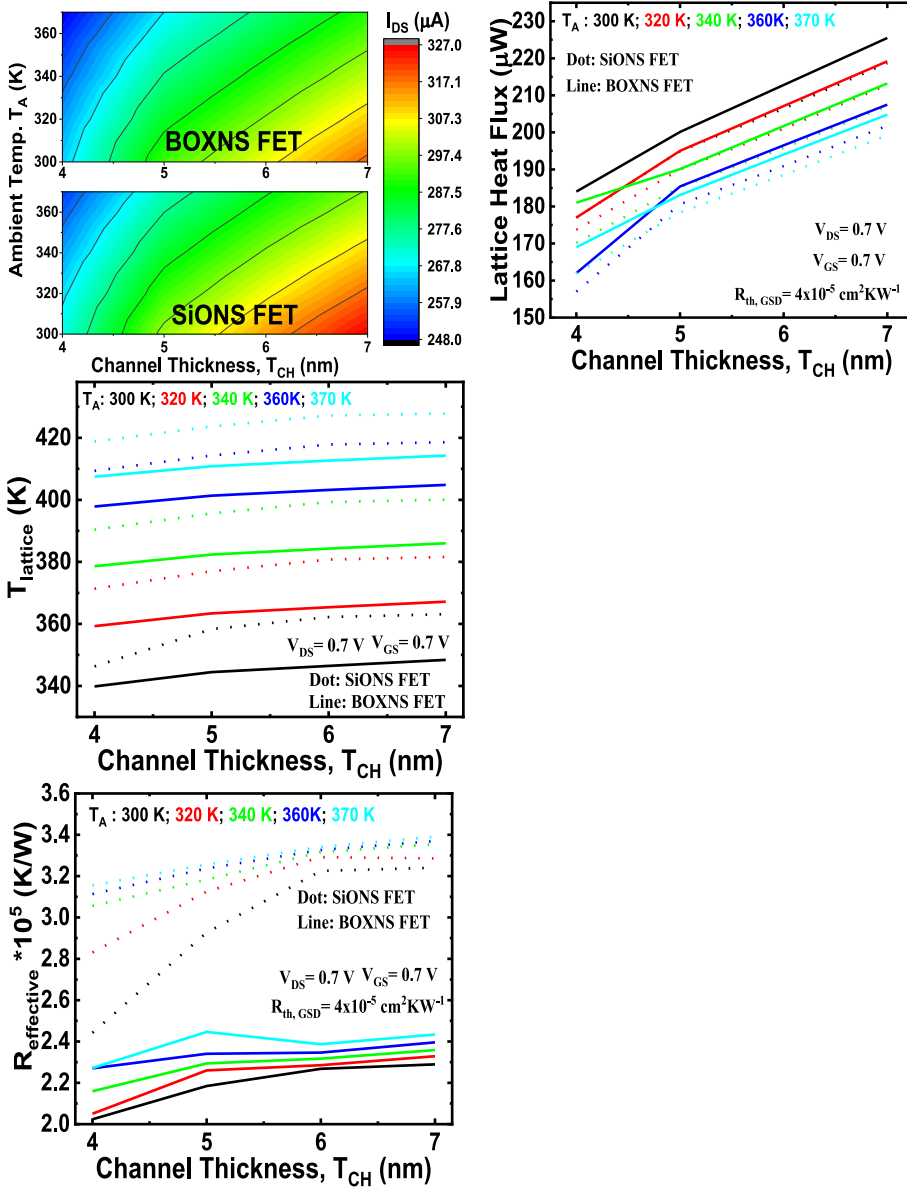 I_DS (μA)
Ambient Temp. T_A (K)
360
340
320
300
BOXNS FET
360
340
320
300
SiONS FET
4 5 6 7
Channel Thickness, T_CH (nm)
327.0
317.1
307.3
297.4
287.5
277.6
267.8
257.9
248.0
Lattice Heat Flux (μW)
230
220
210
200
190
180
170
160
150
T_A : 300 K; 320 K; 340 K; 360K; 370 K
Dot: SiONS FET
Line: BOXNS FET
V_DS= 0.7 V
V_GS= 0.7 V
R_th, GSD= 4x10^-5 cm^2KW^-1
4 5 6 7
Channel Thickness, T_CH (nm)
T_lattice (K)
420
400
380
360
340
T_A: 300 K; 320 K; 340 K; 360K; 370 K
V_DS= 0.7 V V_GS= 0.7 V
Dot: SiONS FET
Line: BOXNS FET
4 5 6 7
Channel Thickness, T_CH (nm)
R_effective *10^5 (K/W)
3.6
3.4
3.2
3.0
2.8
2.6
2.4
2.2
2.0
T_A : 300 K; 320 K; 340 K; 360K; 370 K
Dot: SiONS FET
Line: BOXNS FET
V_DS= 0.7 V V_GS= 0.7 V
R_th, GSD= 4x10^-5 cm^2KW^-1
4 5 6 7
Channel Thickness, T_CH (nm)